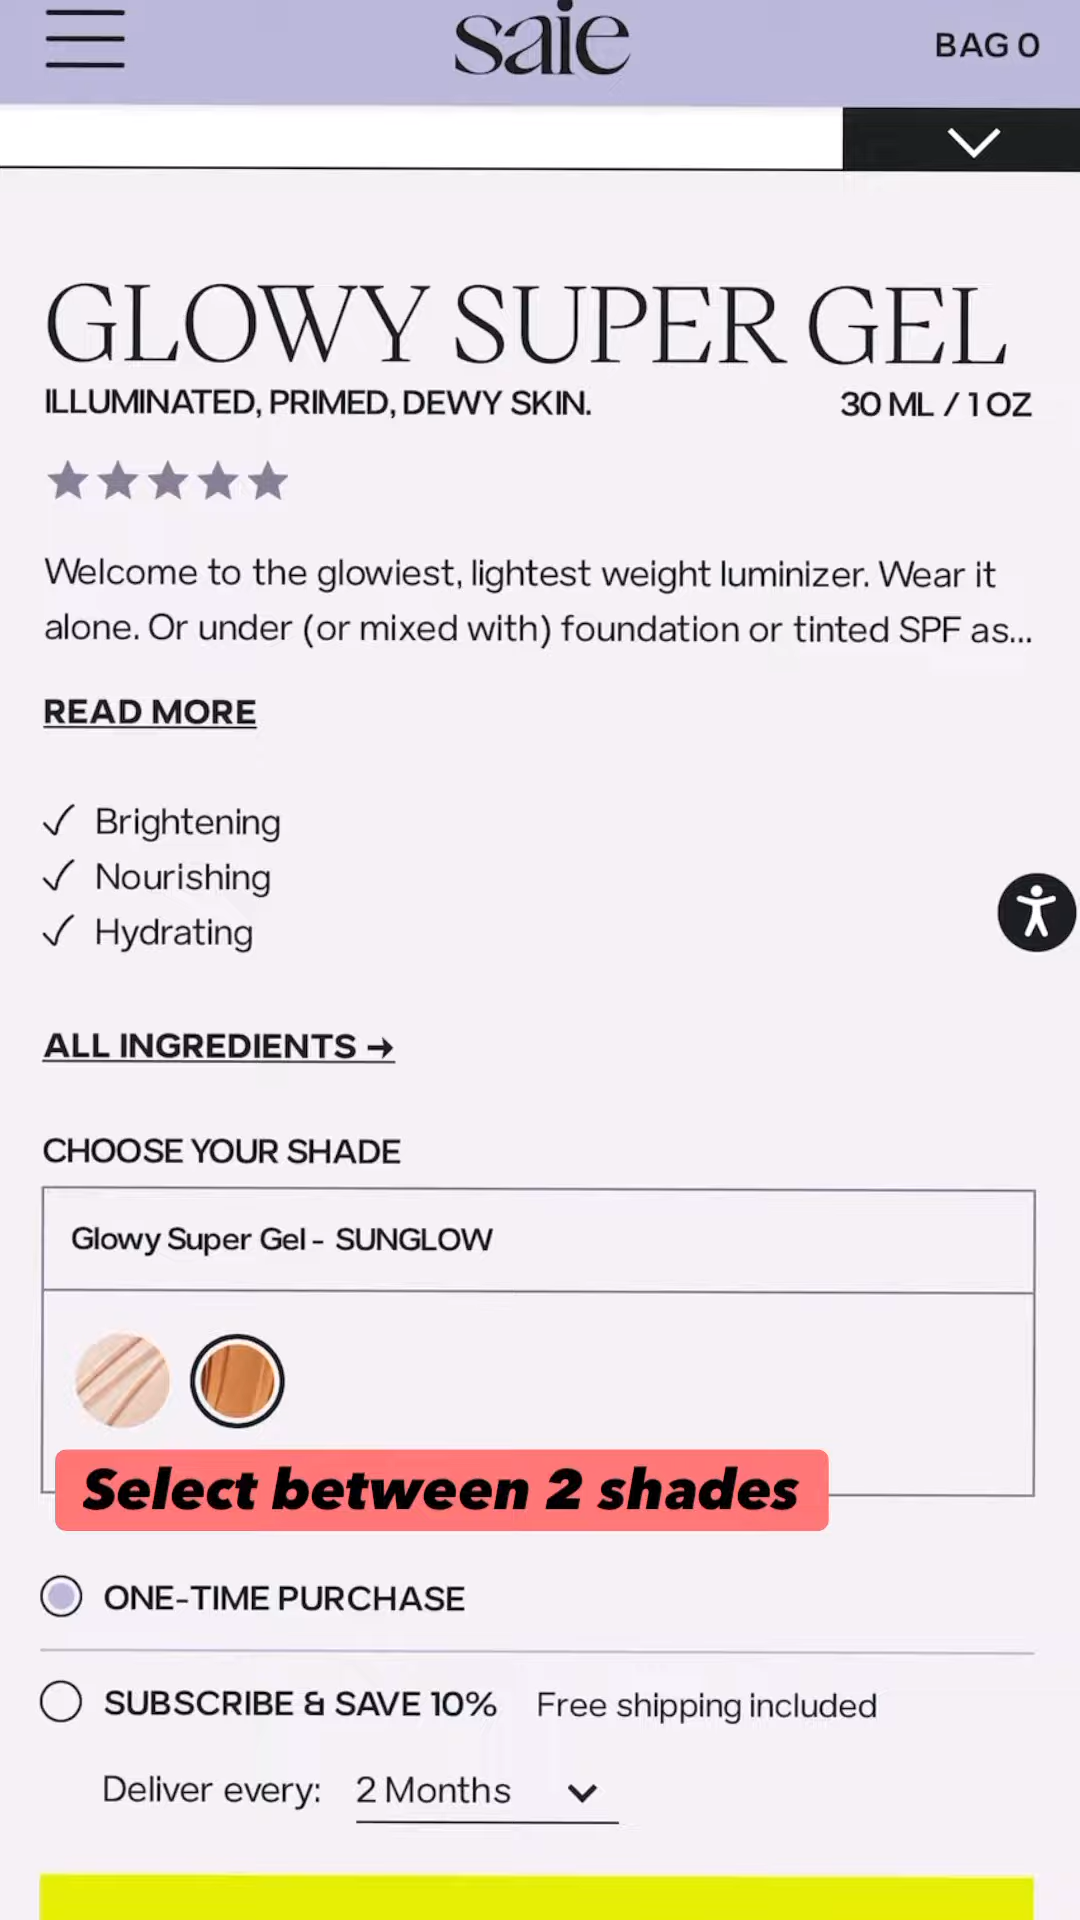 saie
BAG 0
GLOWY SUPER GEL
ILLUMINATED, PRIMED, DEWY SKIN.
30 ML / 1 OZ
Welcome to the glowiest, lightest weight luminizer. Wear it
alone. Or under (or mixed with) foundation or tinted SPF as...
READ MORE
✓ Brightening
✓ Nourishing
✓ Hydrating
ALL INGREDIENTS →
CHOOSE YOUR SHADE
Glowy Super Gel - SUNGLOW
Select between 2 shades
ONE-TIME PURCHASE
SUBSCRIBE & SAVE 10% Free shipping included
Deliver every: 2 Months